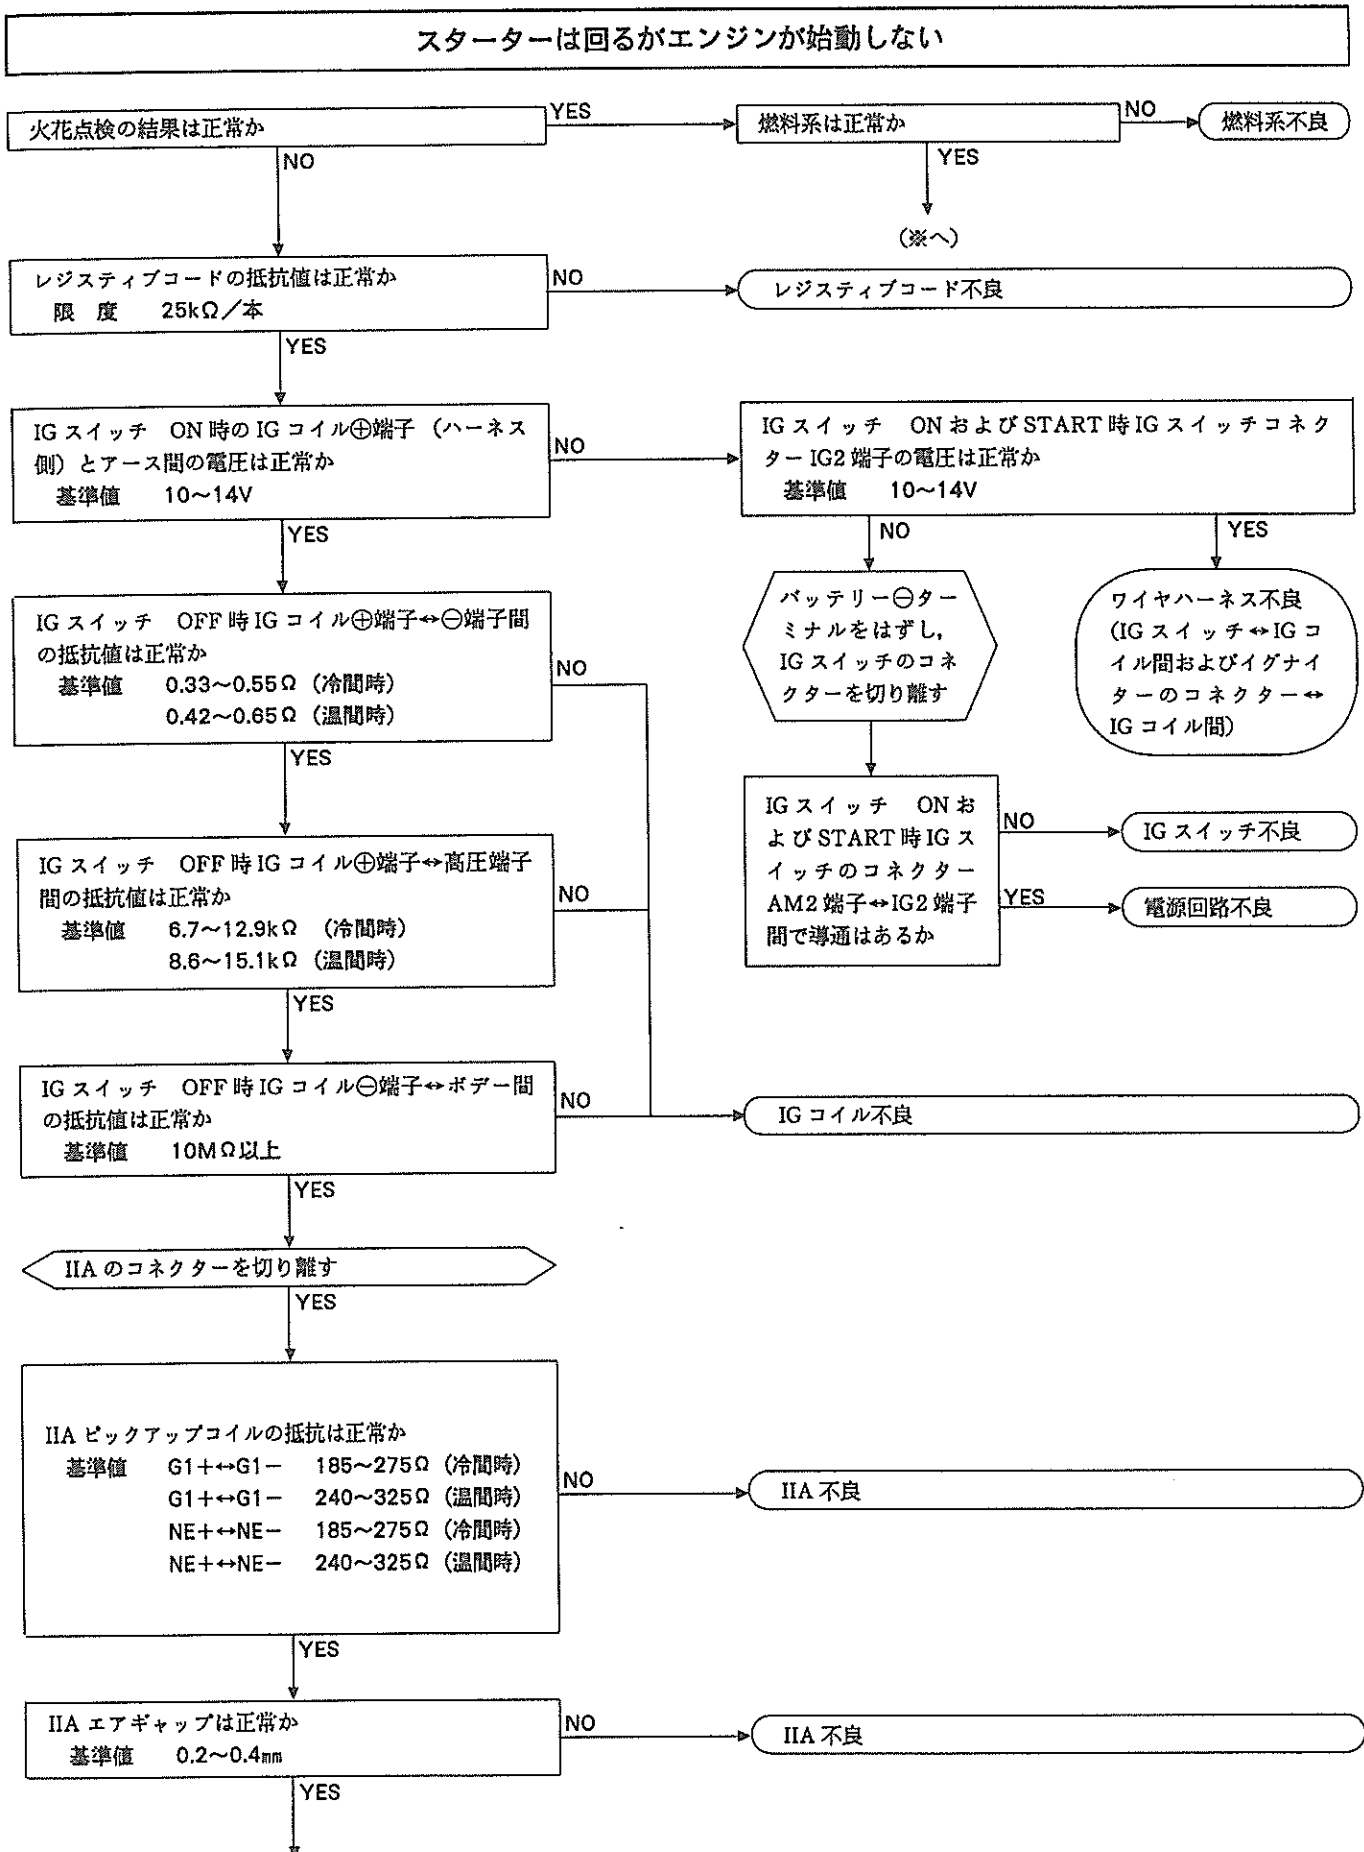 スターターは回るがエンジンが始動しない
火花点検の結果は正常か
YES
燃料系は正常か
NO
燃料系不良
NO
YES
(※へ)
レジスティブコードの抵抗値は正常か
限 度 25kΩ/本
NO
レジスティブコード不良
YES
IG スイッチ ON 時の IG コイル⊕端子 (ハーネス
側) とアース間の電圧は正常か
基準値 10~14V
NO
IG スイッチ ON および START 時 IG スイッチコネク
ター IG2 端子の電圧は正常か
基準値 10~14V
YES
NO
YES
バッテリー⊖ター
ミナルをはずし,
IG スイッチのコネ
クターを切り離す
ワイヤハーネス不良
(IG スイッチ↔IG コ
イル間およびイグナイ
ターのコネクター↔
IG コイル間)
IG スイッチ OFF 時 IG コイル⊕端子↔⊖端子間
の抵抗値は正常か
基準値 0.33~0.55Ω (冷間時)
0.42~0.65Ω (温間時)
NO
YES
IG スイッチ ON お
よび START 時 IG ス
イッチのコネクター
AM2 端子↔IG2 端子
間で導通はあるか
NO
IG スイッチ不良
YES
電源回路不良
IG スイッチ OFF 時 IG コイル⊕端子↔高圧端子
間の抵抗値は正常か
基準値 6.7~12.9kΩ (冷間時)
8.6~15.1kΩ (温間時)
NO
YES
IG スイッチ OFF 時 IG コイル⊖端子↔ボデー間
の抵抗値は正常か
基準値 10MΩ以上
NO
IG コイル不良
YES
IIA のコネクターを切り離す
YES
IIA ピックアップコイルの抵抗は正常か
基準値 G1+↔G1− 185~275Ω (冷間時)
G1+↔G1− 240~325Ω (温間時)
NE+↔NE− 185~275Ω (冷間時)
NE+↔NE− 240~325Ω (温間時)
NO
IIA 不良
YES
IIA エアギャップは正常か
基準値 0.2~0.4㎜
NO
IIA 不良
YES